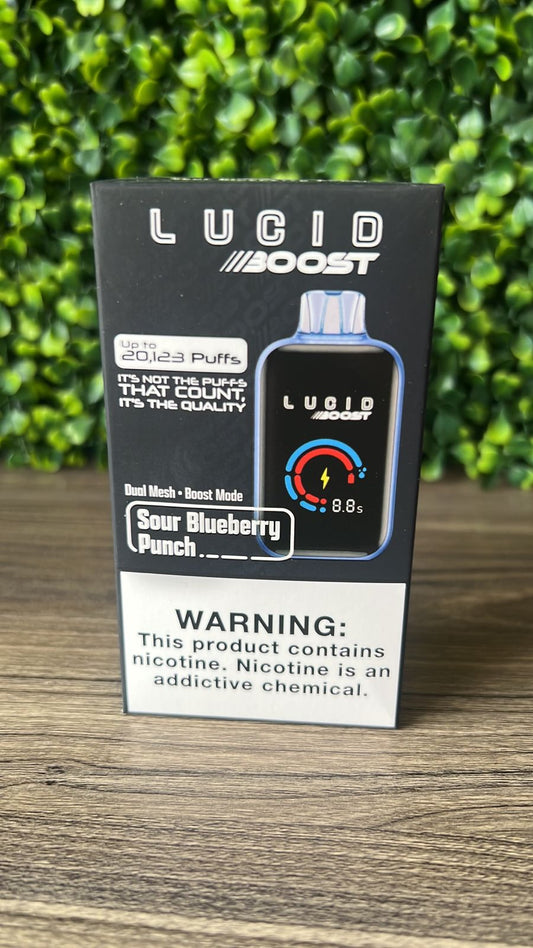 LUCID
BOOST
Up to
20,123 Puffs
IT'S NOT THE PUFFS
THAT COUNT,
IT'S THE QUALITY
LUCID
BOOST
8.8s
Dual Mesh • Boost Mode
Sour Blueberry
Punch
WARNING:
This product contains
nicotine. Nicotine is an
addictive chemical.